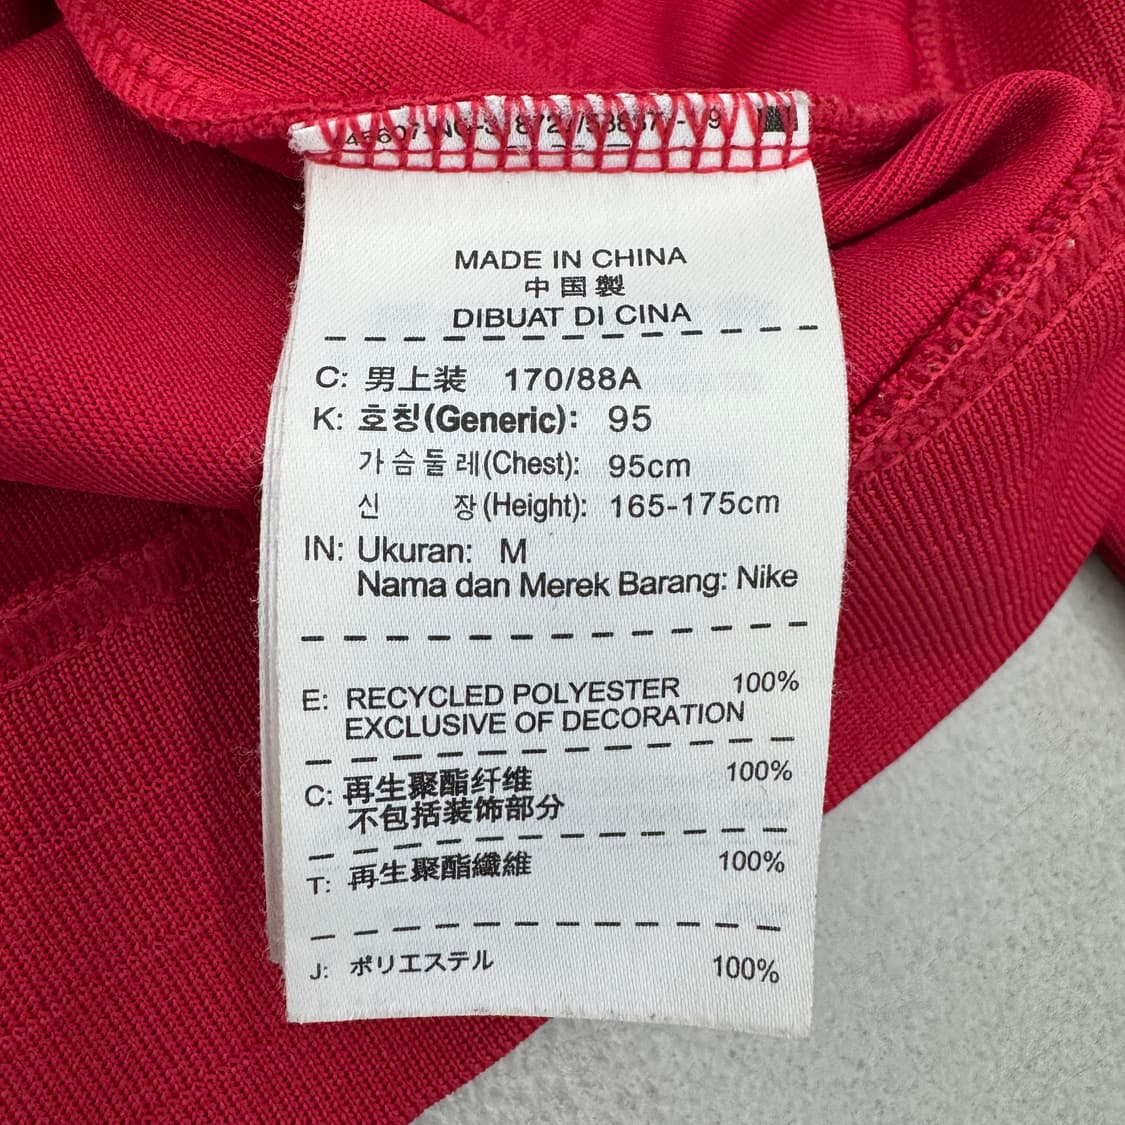 MADE IN CHINA
中国製
DIBUAT DI CINA
C: 男上装 170/88A
K: 호칭(Generic): 95
가슴둘레(Chest): 95cm
신 장(Height): 165-175cm
IN: Ukuran: M
Nama dan Merek Barang: Nike
E: RECYCLED POLYESTER 100%
EXCLUSIVE OF DECORATION
C: 再生聚酯纤维 100%
不包括装饰部分
T: 再生聚酯纖維 100%
J: ポリエステル 100%